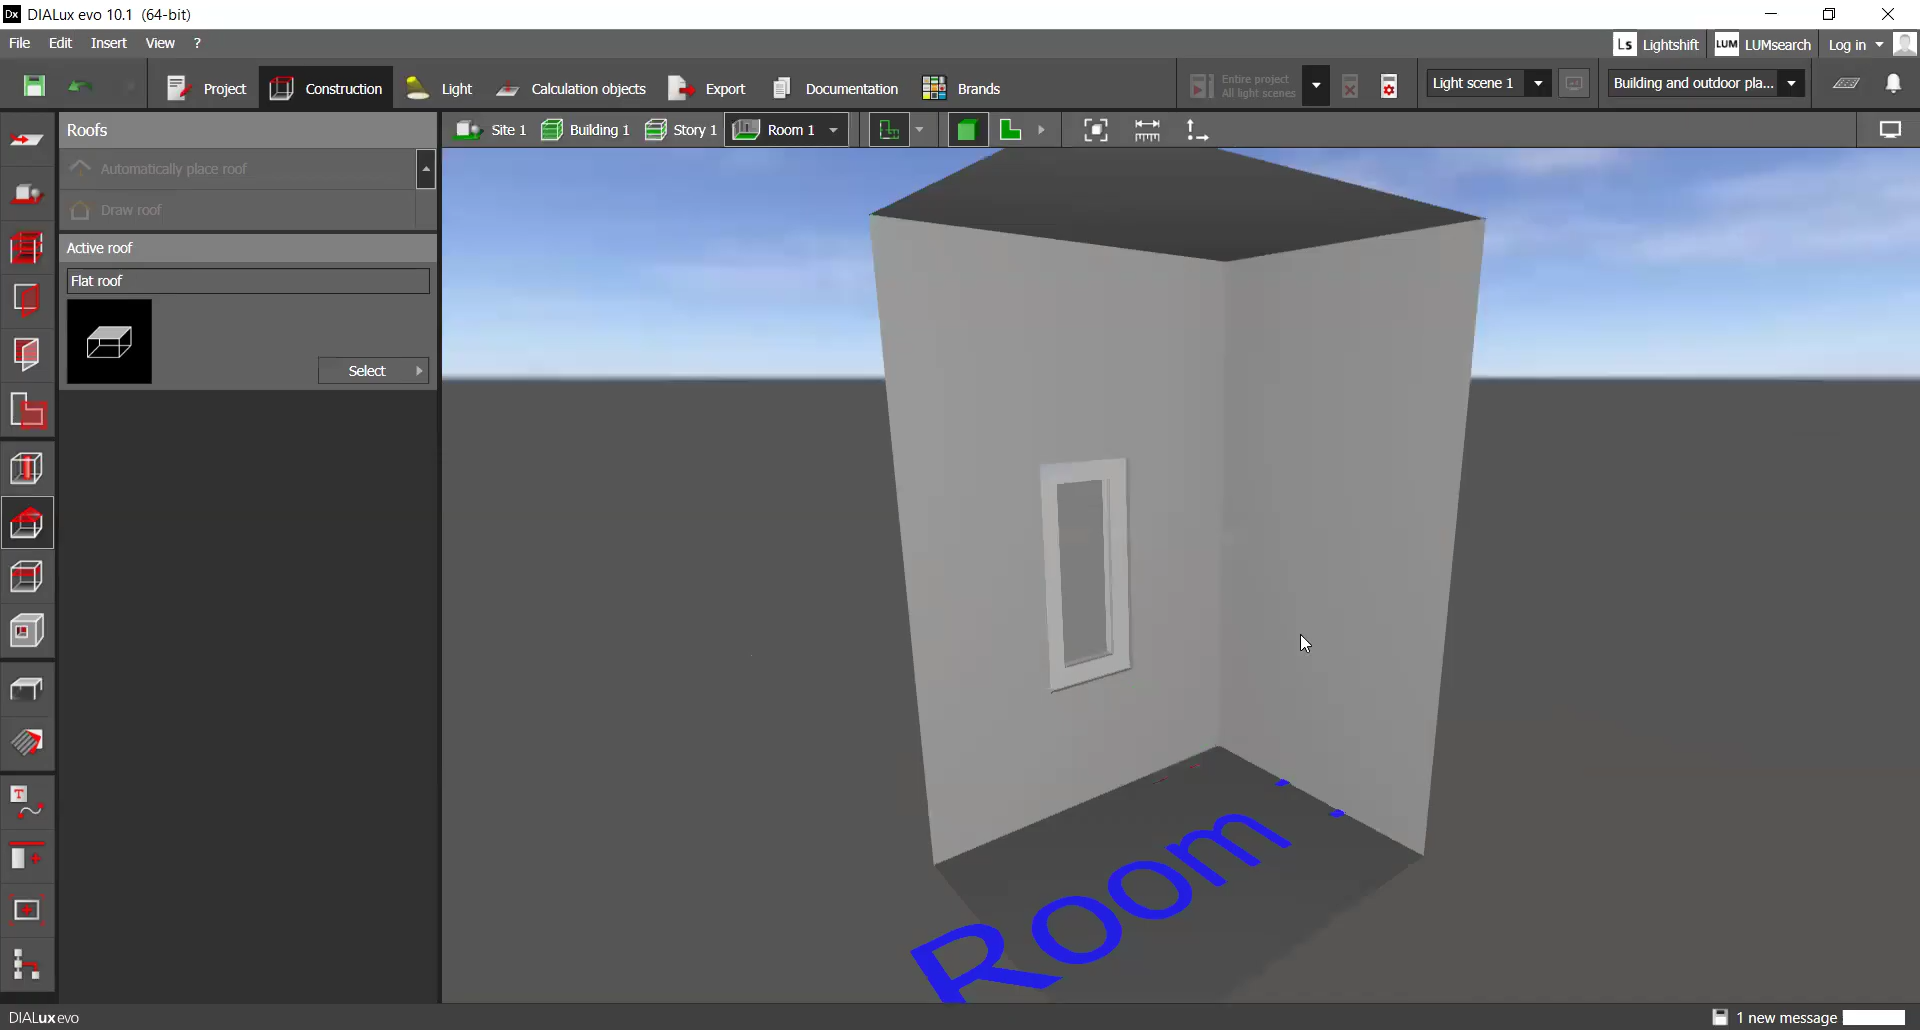 Dx DIALux evo 10.1 (64-bit)
File Edit Insert View ?
Ls Lightshift LUM LUMsearch Log in
Project Construction Light Calculation objects Export Documentation Brands
Entire project
All light scenes
Light scene 1
Building and outdoor pla...
Roofs
Site 1 Building 1 Story 1 Room 1
Automatically place roof
Draw roof
Active roof
Flat roof
Select
T
Room
DIALux evo
1 new message